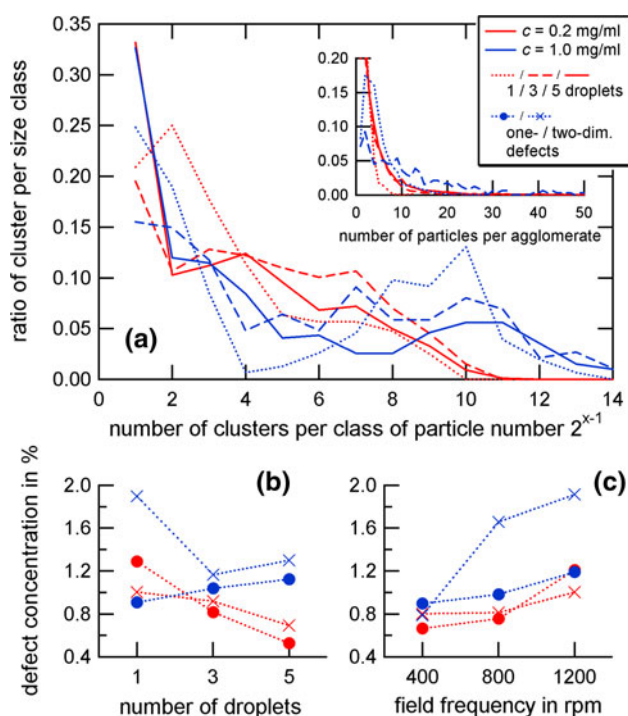 0.35
0.30
0.25
0.20
0.15
0.10
0.05
0.00
ratio of cluster per size class
(a)
2 4 6 8 10 12 14
number of clusters per class of particle number 2^{x-1}
0.20
0.15
0.10
0.05
0.00
0 10 20 30 40 50
number of particles per agglomerate
c = 0.2 mg/ml
c = 1.0 mg/ml
/ /
1 / 3 / 5 droplets
/
one- / two-dim.
defects
defect concentration in %
(b)
2.0
1.6
1.2
0.8
0.4
1 3 5
number of droplets
(c)
2.0
1.6
1.2
0.8
0.4
400 800 1200
field frequency in rpm